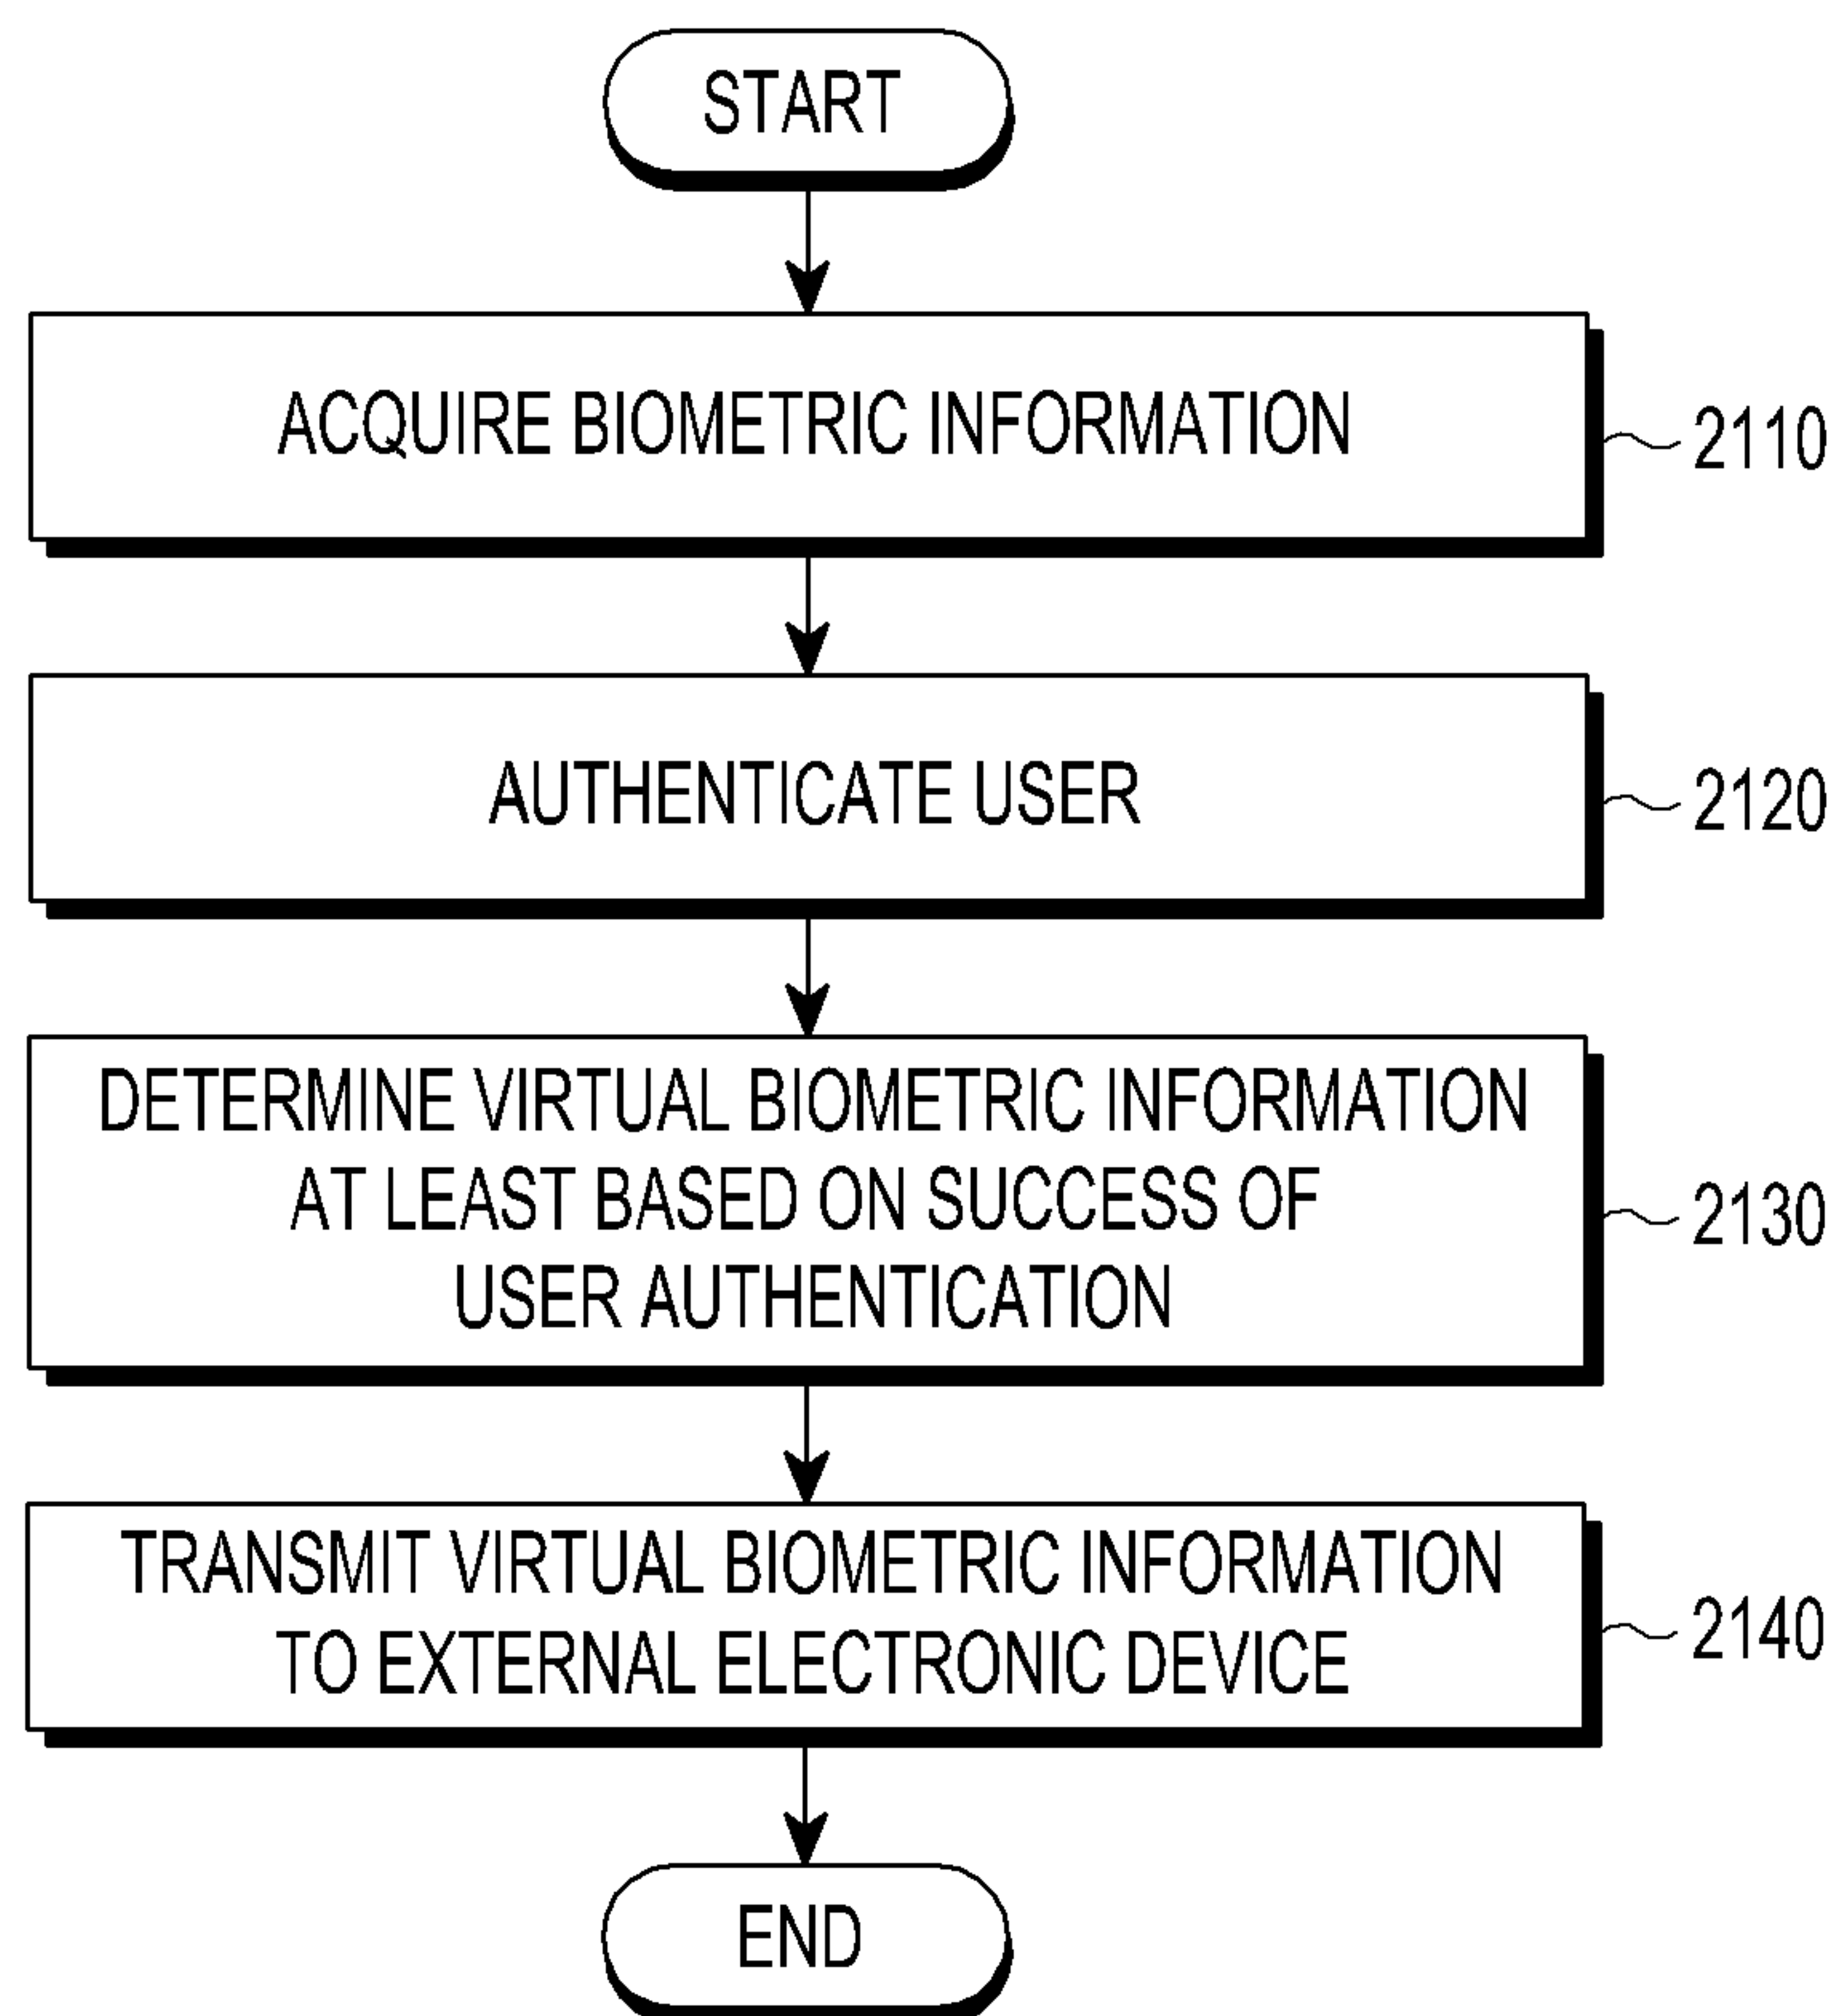 START
ACQUIRE BIOMETRIC INFORMATION
2110
AUTHENTICATE USER
2120
DETERMINE VIRTUAL BIOMETRIC INFORMATION
AT LEAST BASED ON SUCCESS OF
USER AUTHENTICATION
2130
TRANSMIT VIRTUAL BIOMETRIC INFORMATION
TO EXTERNAL ELECTRONIC DEVICE
2140
END